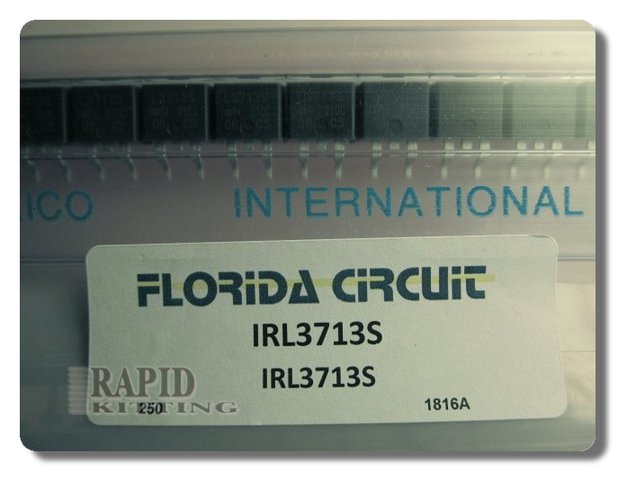 ICO INTERNATIONAL
FLORIDA CIRCUIT
IRL3713S
IRL3713S
RAPID
KITTING
250 1816A